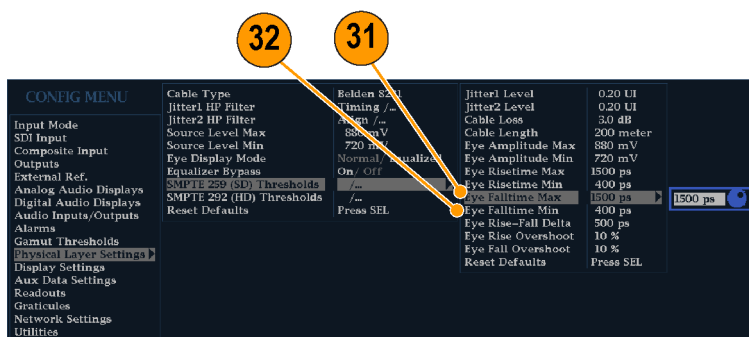 32 31
CONFIG MENU
Input Mode
SDI Input
Composite Input
Outputs
External Ref.
Analog Audio Displays
Digital Audio Displays
Audio Inputs/Outputs
Alarms
Gamut Thresholds
Physical Layer Settings
Display Settings
Aux Data Settings
Readouts
Graticules
Network Settings
Utilities
Cable Type Belden
Jitter1 HP Filter Timing /...
Jitter2 HP Filter Align /...
Source Level Max 880 mV
Source Level Min 720 mV
Eye Display Mode Normal/ Equalized
Equalizer Bypass On/ Off
SMPTE 259 (SD) Thresholds /...
SMPTE 292 (HD) Thresholds /...
Reset Defaults Press SEL
Jitter1 Level 0.20 UI
Jitter2 Level 0.20 UI
Cable Loss 3.0 dB
Cable Length 200 meter
Eye Amplitude Max 880 mV
Eye Amplitude Min 720 mV
Eye Risetime Max 1500 ps
Eye Risetime Min 400 ps
Eye Falltime Max 1500 ps
Eye Falltime Min 400 ps
Eye Rise-Fall Delta 500 ps
Eye Rise Overshoot 10 %
Eye Fall Overshoot 10 %
Reset Defaults Press SEL
1500 ps